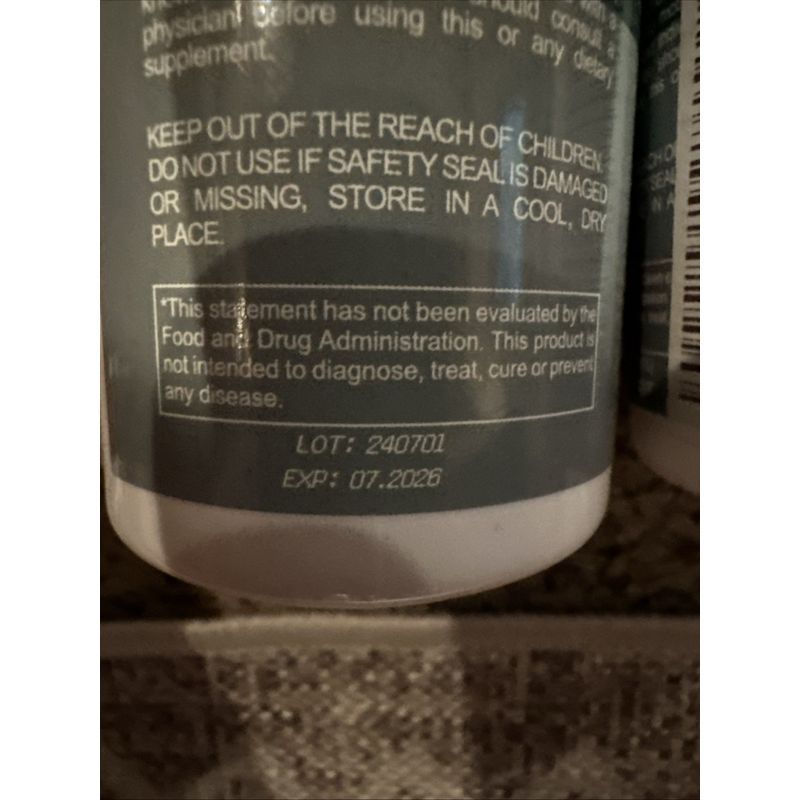 should consult a
physician before using this or any dietary
supplement.
KEEP OUT OF THE REACH OF CHILDREN.
DO NOT USE IF SAFETY SEAL IS DAMAGED
OR MISSING, STORE IN A COOL, DRY
PLACE.
*This statement has not been evaluated by the
Food and Drug Administration. This product is
not intended to diagnose, treat, cure or prevent
any disease.
LOT: 240701
EXP: 07.2026